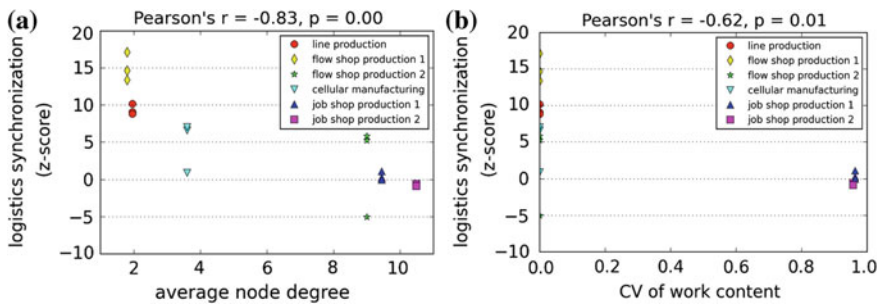 (a)
Pearson's r = -0.83, p = 0.00
logistics synchronization
(z-score)
20
15
10
5
0
−5
−10
line production
flow shop production 1
flow shop production 2
cellular manufacturing
job shop production 1
job shop production 2
2
4
6
8
10
average node degree
(b)
Pearson's r = -0.62, p = 0.01
logistics synchronization
(z-score)
20
15
10
5
0
−5
−10
line production
flow shop production 1
flow shop production 2
cellular manufacturing
job shop production 1
job shop production 2
0.0
0.2
0.4
0.6
0.8
1.0
CV of work content